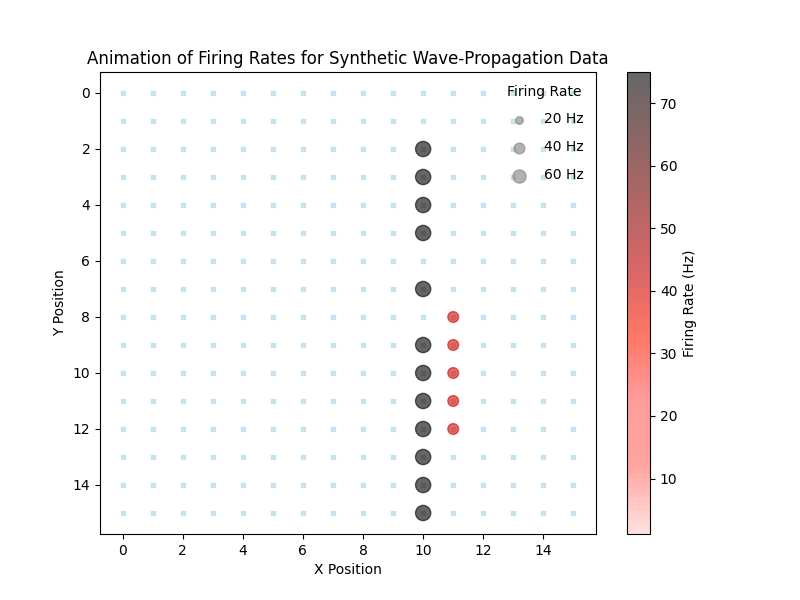 Animation of Firing Rates for Synthetic Wave-Propagation Data
Firing Rate
20 Hz
40 Hz
60 Hz
0
2
4
6
8
10
12
14
Y Position
0 2 4 6 8 10 12 14
X Position
70
60
50
40
30
20
10
Firing Rate (Hz)